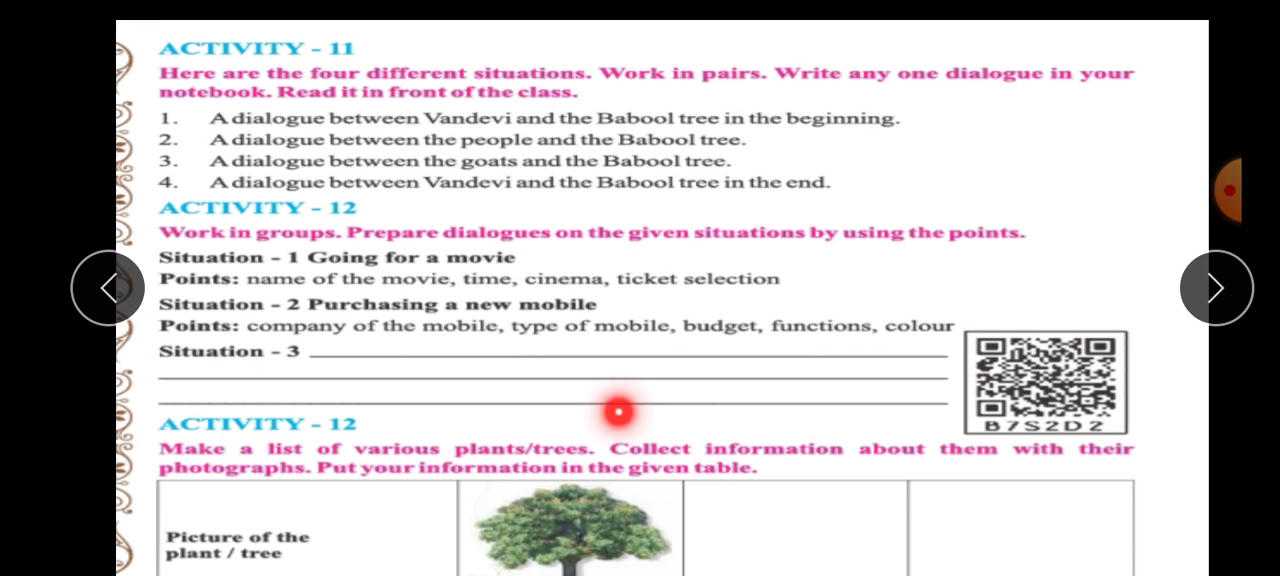 ACTIVITY - 11
Here are the four different situations. Work in pairs. Write any one dialogue in your
notebook. Read it in front of the class.
1. A dialogue between Vandevi and the Babool tree in the beginning.
2. A dialogue between the people and the Babool tree.
3. A dialogue between the goats and the Babool tree.
4. A dialogue between Vandevi and the Babool tree in the end.
ACTIVITY - 12
Work in groups. Prepare dialogues on the given situations by using the points.
Situation - 1 Going for a movie
Points: name of the movie, time, cinema, ticket selection
Situation - 2 Purchasing a new mobile
Points: company of the mobile, type of mobile, budget, functions, colour
Situation - 3
B7S2D2
ACTIVITY - 12
Make a list of various plants/trees. Collect information about them with their
photographs. Put your information in the given table.
Picture of the
plant / tree